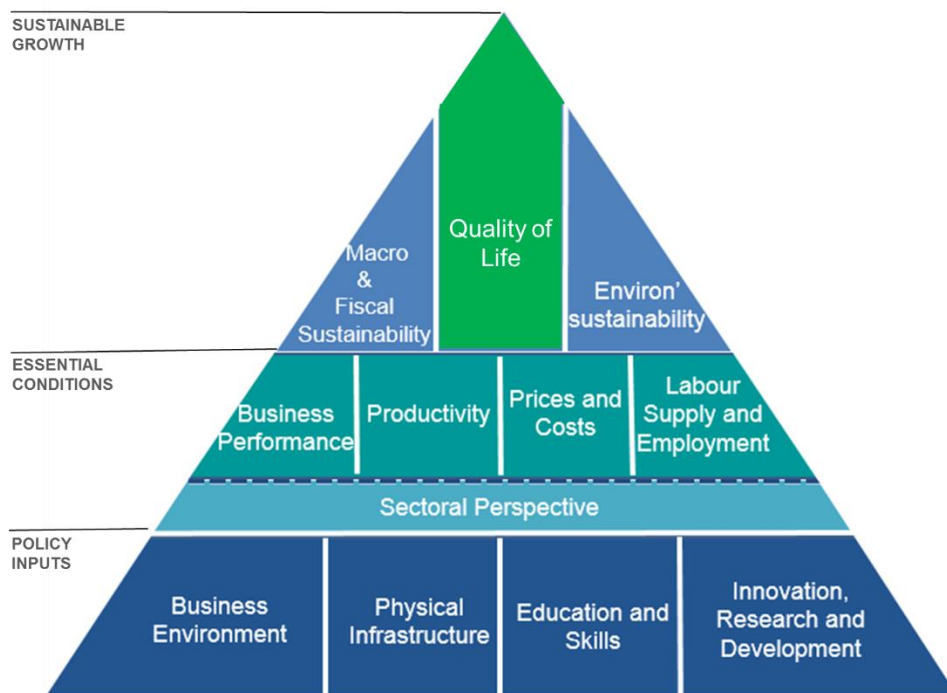 SUSTAINABLE
GROWTH
Quality of
Life
Macro
&
Fiscal
Sustainability
Environ’
sustainability
ESSENTIAL
CONDITIONS
Business
Performance
Productivity
Prices and
Costs
Labour
Supply and
Employment
Sectoral Perspective
POLICY
INPUTS
Business
Environment
Physical
Infrastructure
Education and
Skills
Innovation,
Research and
Development